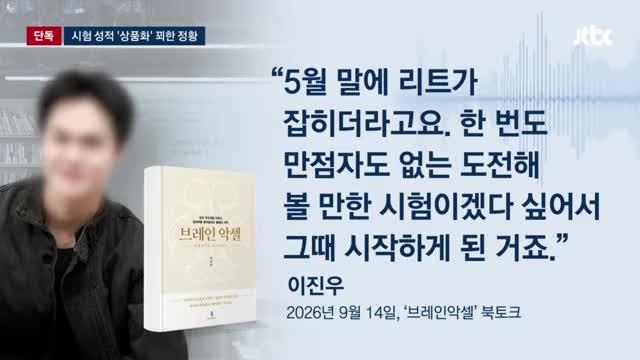 단독
시험 성적 '상품화' 꾀한 정황
jtbc
“5월 말에 리트가
잡히더라고요. 한 번도
만점자도 없는 도전해
볼 만한 시험이겠다 싶어서
그때 시작하게 된 거죠.”
이진우
2026년 9월 14일, ‘브레인악셀’ 북토크
브레인 악셀